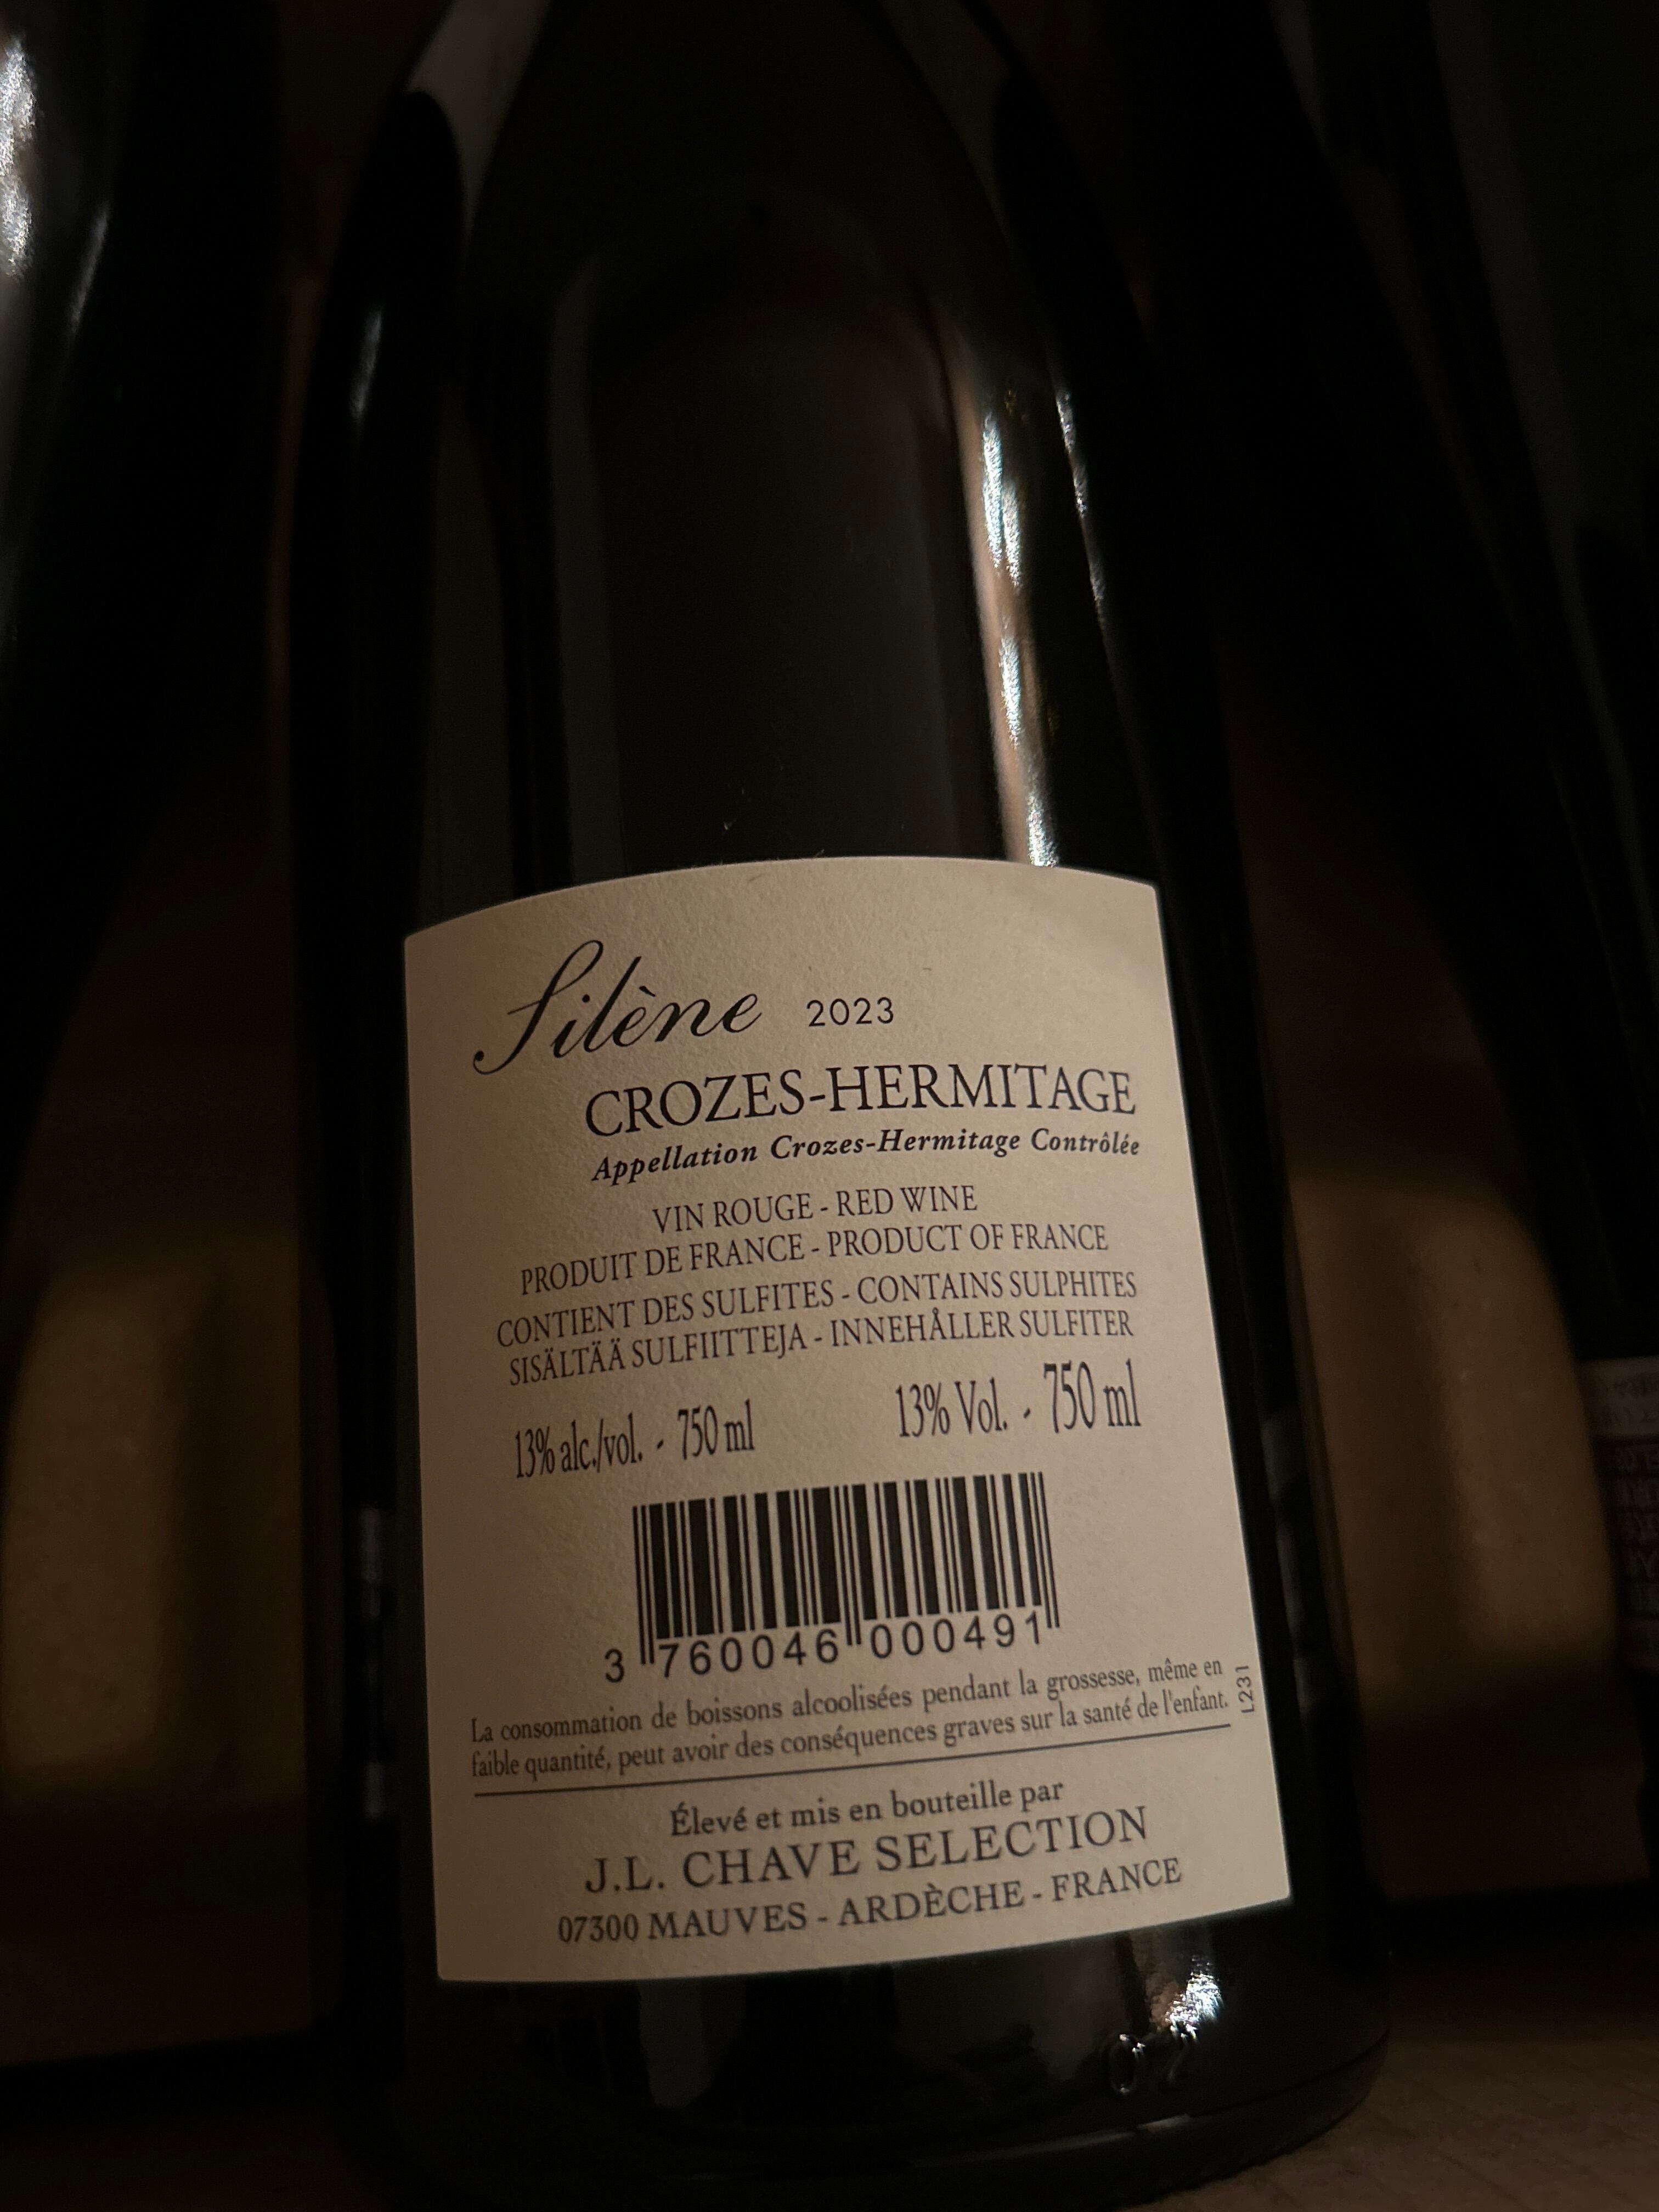 Silène 2023
CROZES-HERMITAGE
Appellation Crozes-Hermitage Contrôlée
VIN ROUGE - RED WINE
PRODUIT DE FRANCE - PRODUCT OF FRANCE
CONTIENT DES SULFITES - CONTAINS SULPHITES
SISÄLTÄÄ SULFIITTEJA - INNEHÅLLER SULFITER
13% alc./vol. - 750 ml 13% Vol. - 750 ml
3 760046 000491
La consommation de boissons alcoolisées pendant la grossesse, même en
faible quantité, peut avoir des conséquences graves sur la santé de l'enfant.
L231
Élevé et mis en bouteille par
J.L. CHAVE SELECTION
07300 MAUVES - ARDÈCHE - FRANCE